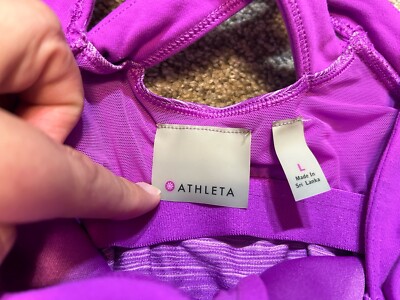 ATHLETA
L
Made In
Sri Lanka